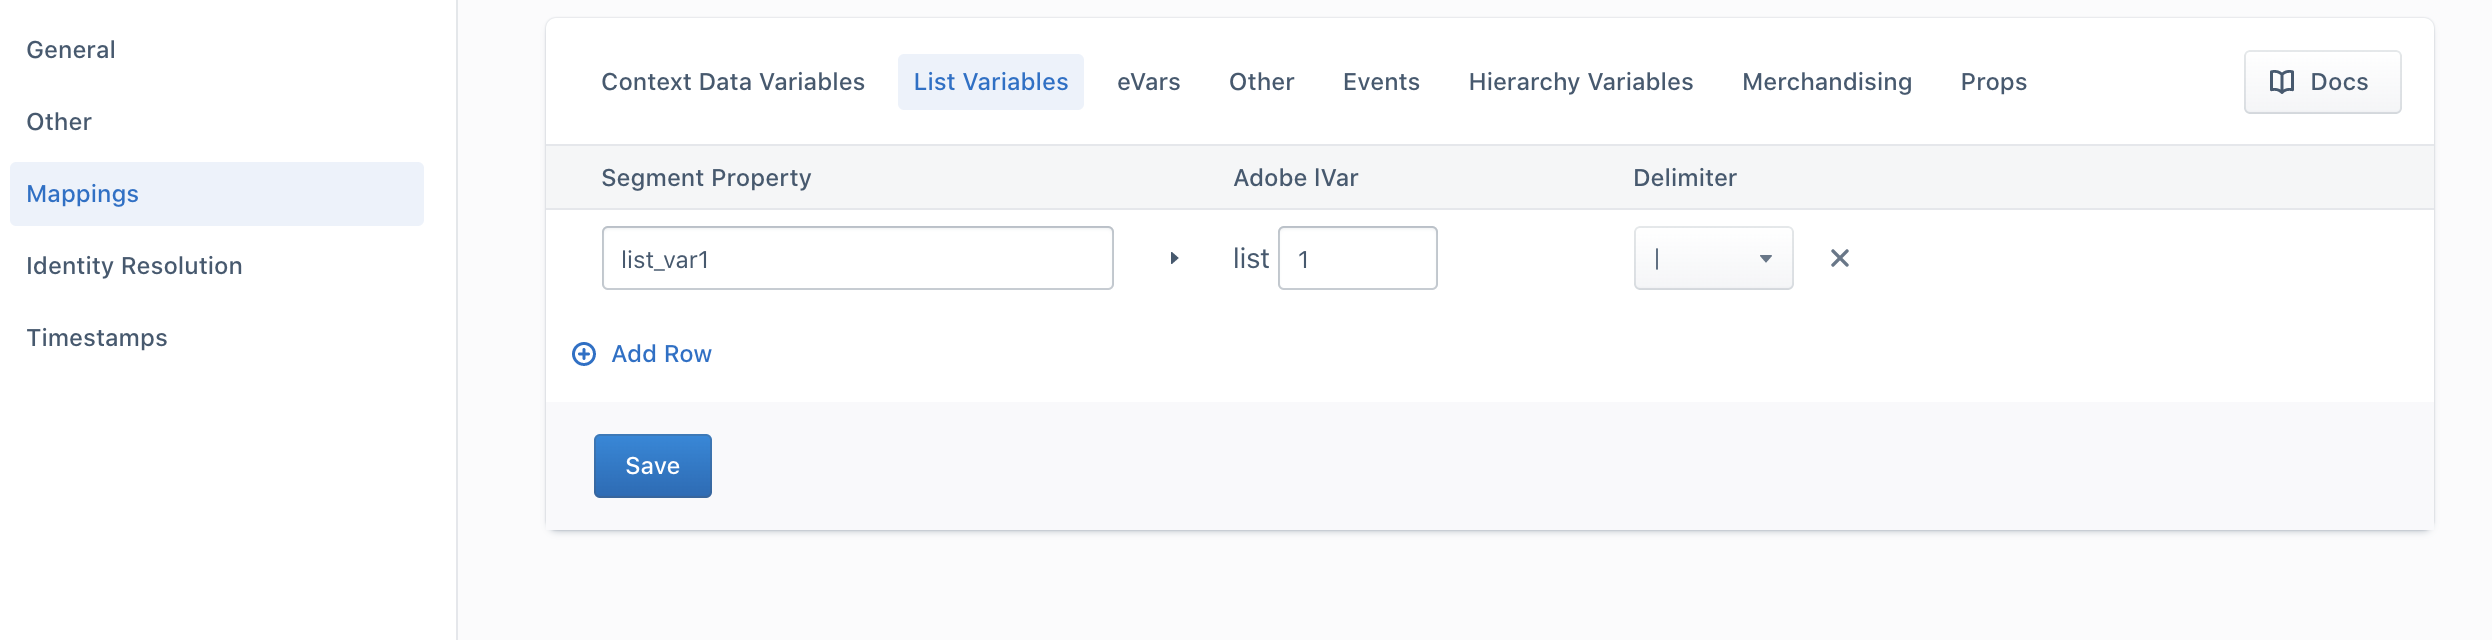 General
Other
Mappings
Identity Resolution
Timestamps
Context Data Variables List Variables eVars Other Events Hierarchy Variables Merchandising Props Docs
Segment Property Adobe lVar Delimiter
list_var1 list 1 |
Add Row
Save